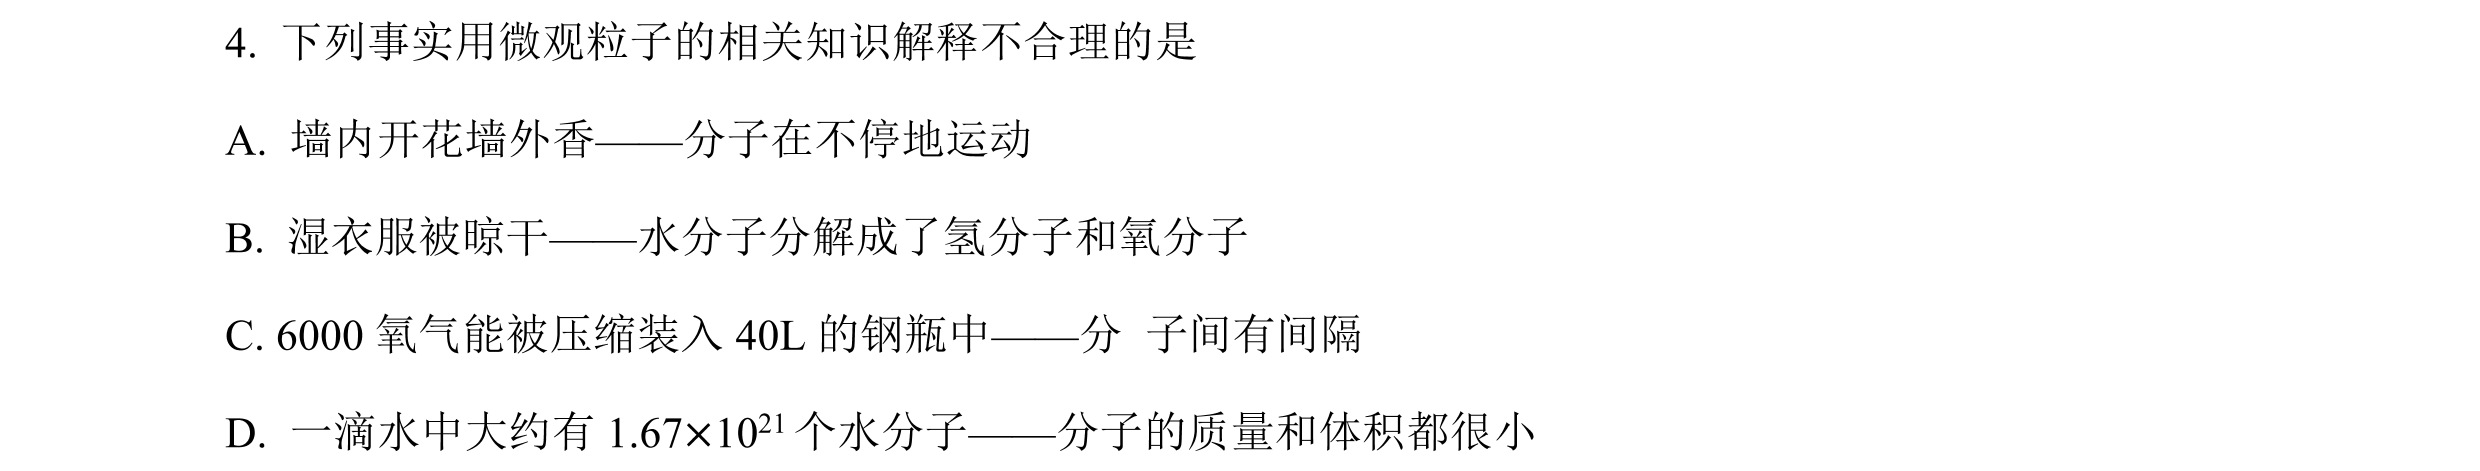 4. 下列事实用微观粒子的相关知识解释不合理的是
A. 墙内开花墙外香——分子在不停地运动
B. 湿衣服被晾干——水分子分解成了氢分子和氧分子
C. 6000 氧气能被压缩装入 40L 的钢瓶中——分 子间有间隔
D. 一滴水中大约有 1.67×10²¹ 个水分子——分子的质量和体积都很小